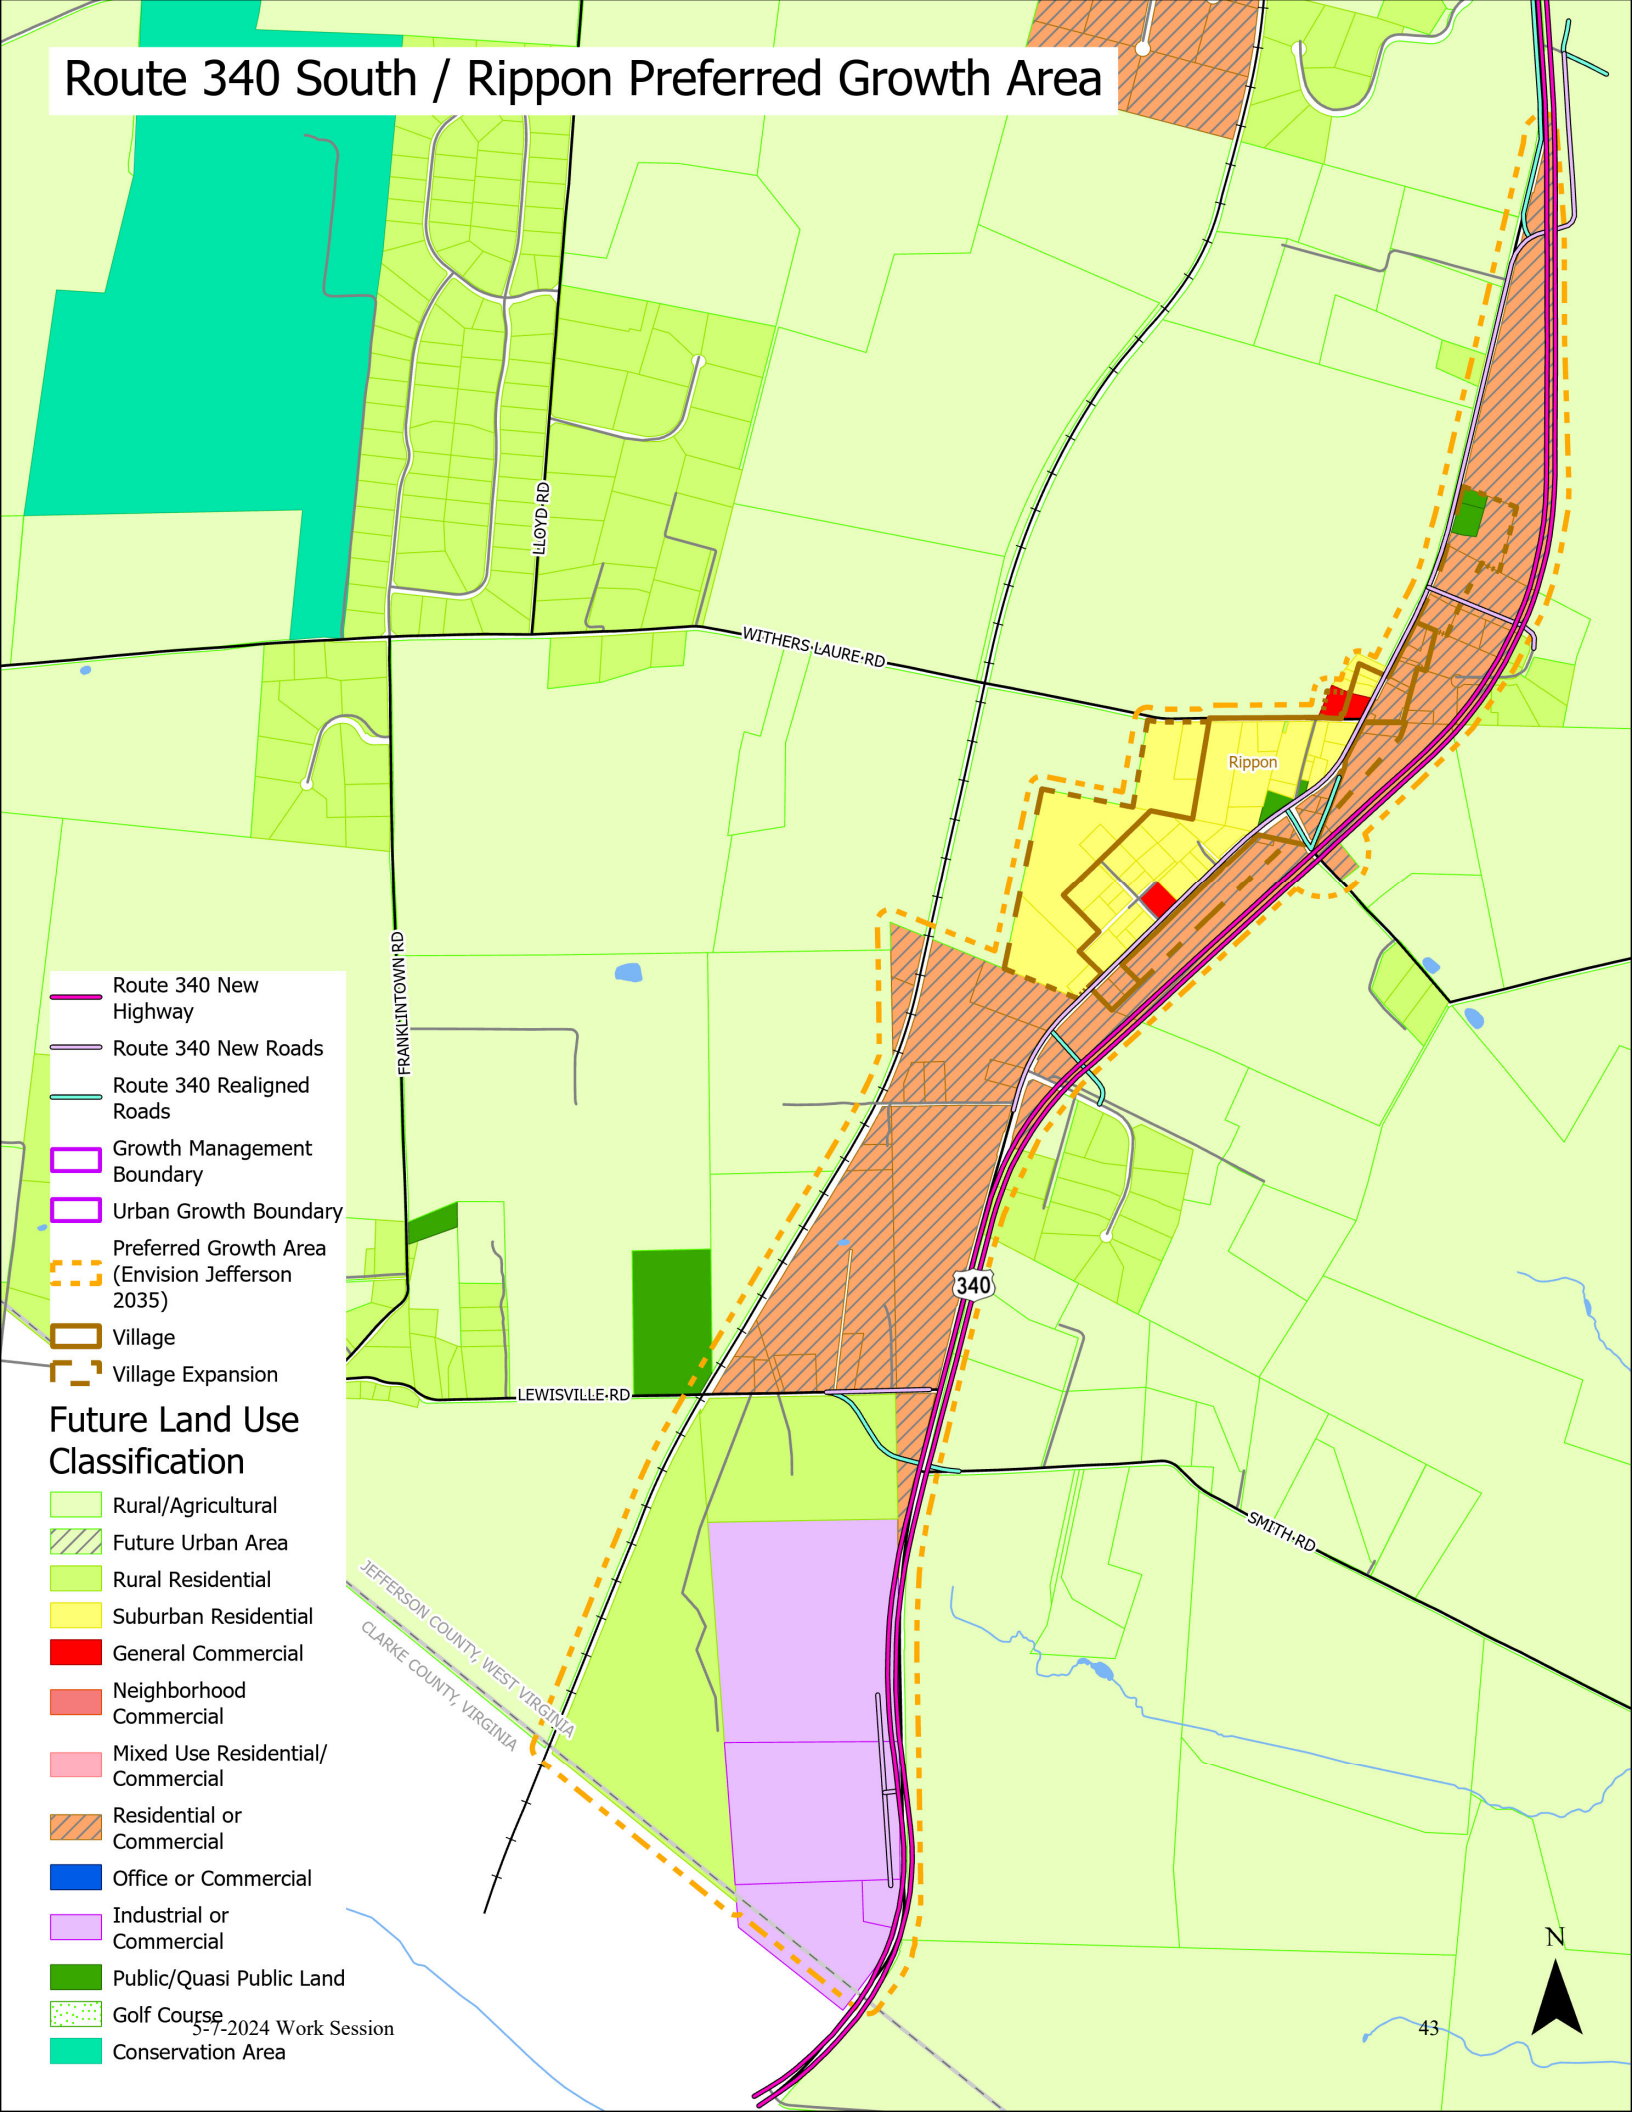 Route 340 South / Rippon Preferred Growth Area
LLOYD RD
WITHERS LAURE RD
Rippon
FRANKLINTOWN RD
340
LEWISVILLE RD
SMITH RD
JEFFERSON COUNTY, WEST VIRGINIA
CLARKE COUNTY, VIRGINIA
Route 340 New
Highway
Route 340 New Roads
Route 340 Realigned
Roads
Growth Management
Boundary
Urban Growth Boundary
Preferred Growth Area
(Envision Jefferson
2035)
Village
Village Expansion
Future Land Use
Classification
Rural/Agricultural
Future Urban Area
Rural Residential
Suburban Residential
General Commercial
Neighborhood
Commercial
Mixed Use Residential/
Commercial
Residential or
Commercial
Office or Commercial
Industrial or
Commercial
Public/Quasi Public Land
Golf Course
Conservation Area
N
5-7-2024 Work Session
43